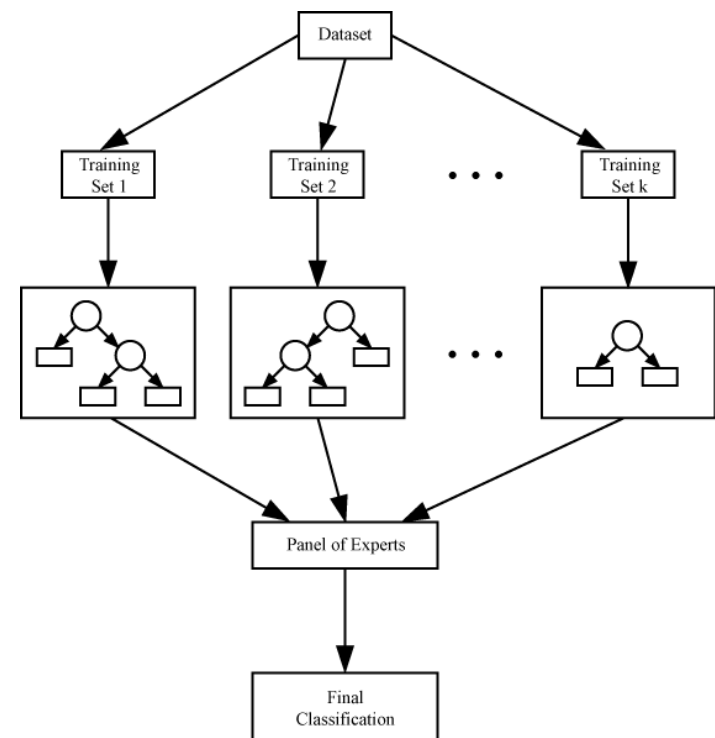 Dataset
Training
Set 1
Training
Set 2
Training
Set k
Panel of Experts
Final
Classification